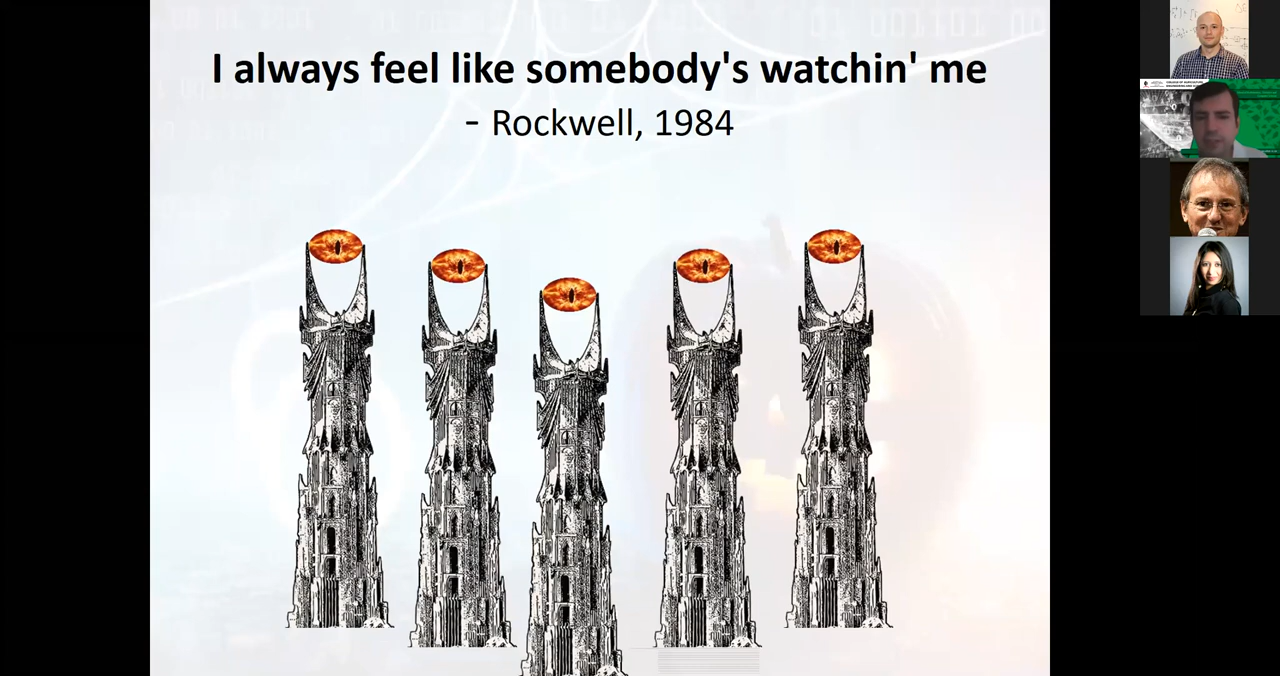 I always feel like somebody's watchin' me
- Rockwell, 1984